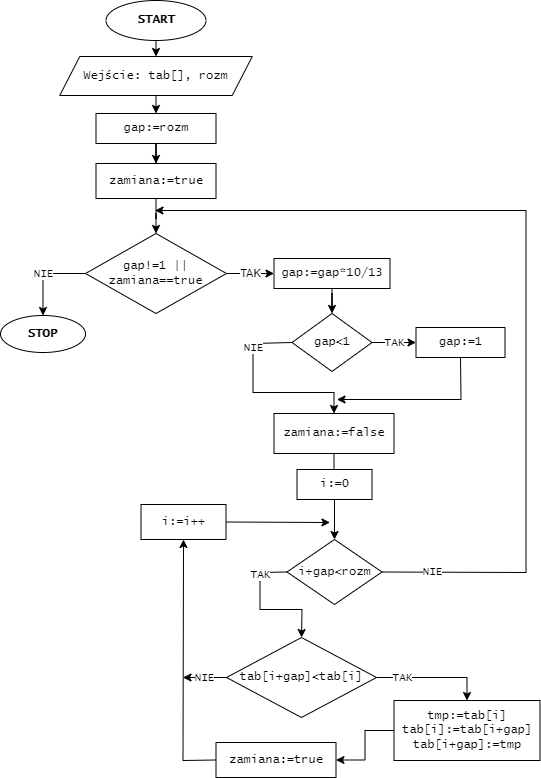 START
Wejście: tab[], rozm
gap:=rozm
zamiana:=true
gap!=1 ||
zamiana==true
NIE
TAK
gap:=gap*10/13
STOP
gap<1
NIE
TAK
gap:=1
zamiana:=false
i:=0
i:=i++
i+gap<rozm
TAK
NIE
tab[i+gap]<tab[i]
NIE
TAK
tmp:=tab[i]
tab[i]:=tab[i+gap]
tab[i+gap]:=tmp
zamiana:=true